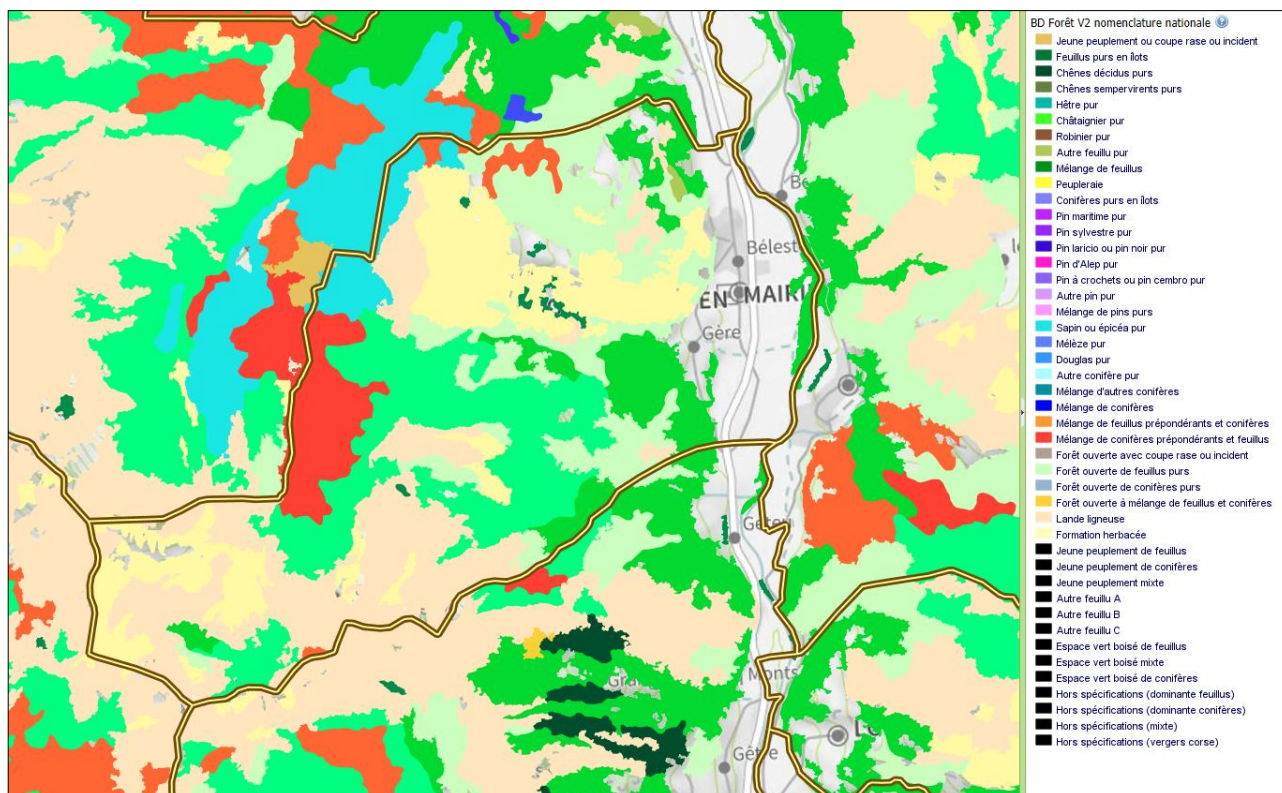 Bélest
EN MAIRI
Gère
Geteu
Gra
Monts
Gêtre
BD Forêt V2 nomenclature nationale
Jeune peuplement ou coupe rase ou incident
Feuillus purs en îlots
Chênes décidus purs
Chênes sempervirents purs
Hêtre pur
Châtaignier pur
Robinier pur
Autre feuillu pur
Mélange de feuillus
Peupleraie
Conifères purs en îlots
Pin maritime pur
Pin sylvestre pur
Pin laricio ou pin noir pur
Pin d'Alep pur
Pin à crochets ou pin cembro pur
Autre pin pur
Mélange de pins purs
Sapin ou épicéa pur
Mélèze pur
Douglas pur
Autre conifère pur
Mélange d'autres conifères
Mélange de conifères
Mélange de feuillus prépondérants et conifères
Mélange de conifères prépondérants et feuillus
Forêt ouverte avec coupe rase ou incident
Forêt ouverte de feuillus purs
Forêt ouverte de conifères purs
Forêt ouverte à mélange de feuillus et conifères
Lande ligneuse
Formation herbacée
Jeune peuplement de feuillus
Jeune peuplement de conifères
Jeune peuplement mixte
Autre feuillu A
Autre feuillu B
Autre feuillu C
Espace vert boisé de feuillus
Espace vert boisé mixte
Espace vert boisé de conifères
Hors spécifications (dominante feuillus)
Hors spécifications (dominante conifères)
Hors spécifications (mixte)
Hors spécifications (vergers corse)